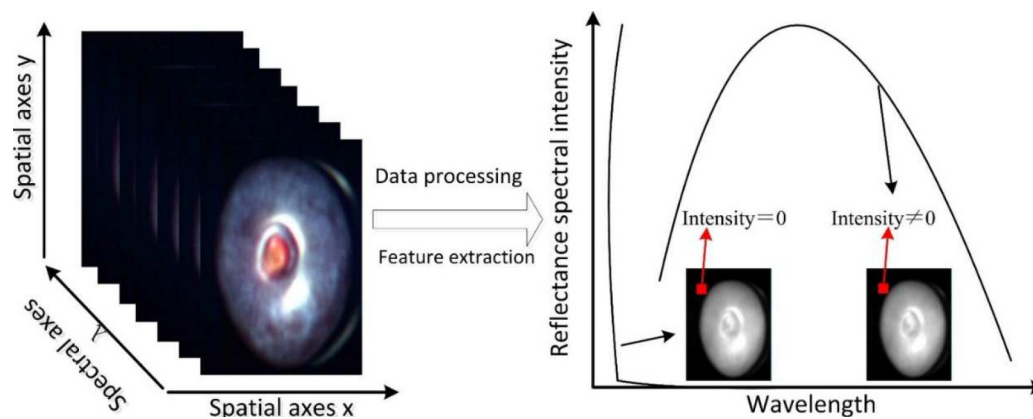 Spatial axes y
Spectral axes
λ
Spatial axes x
Data processing
Feature extraction
Reflectance spectral intensity
Intensity=0
Intensity≠0
Wavelength